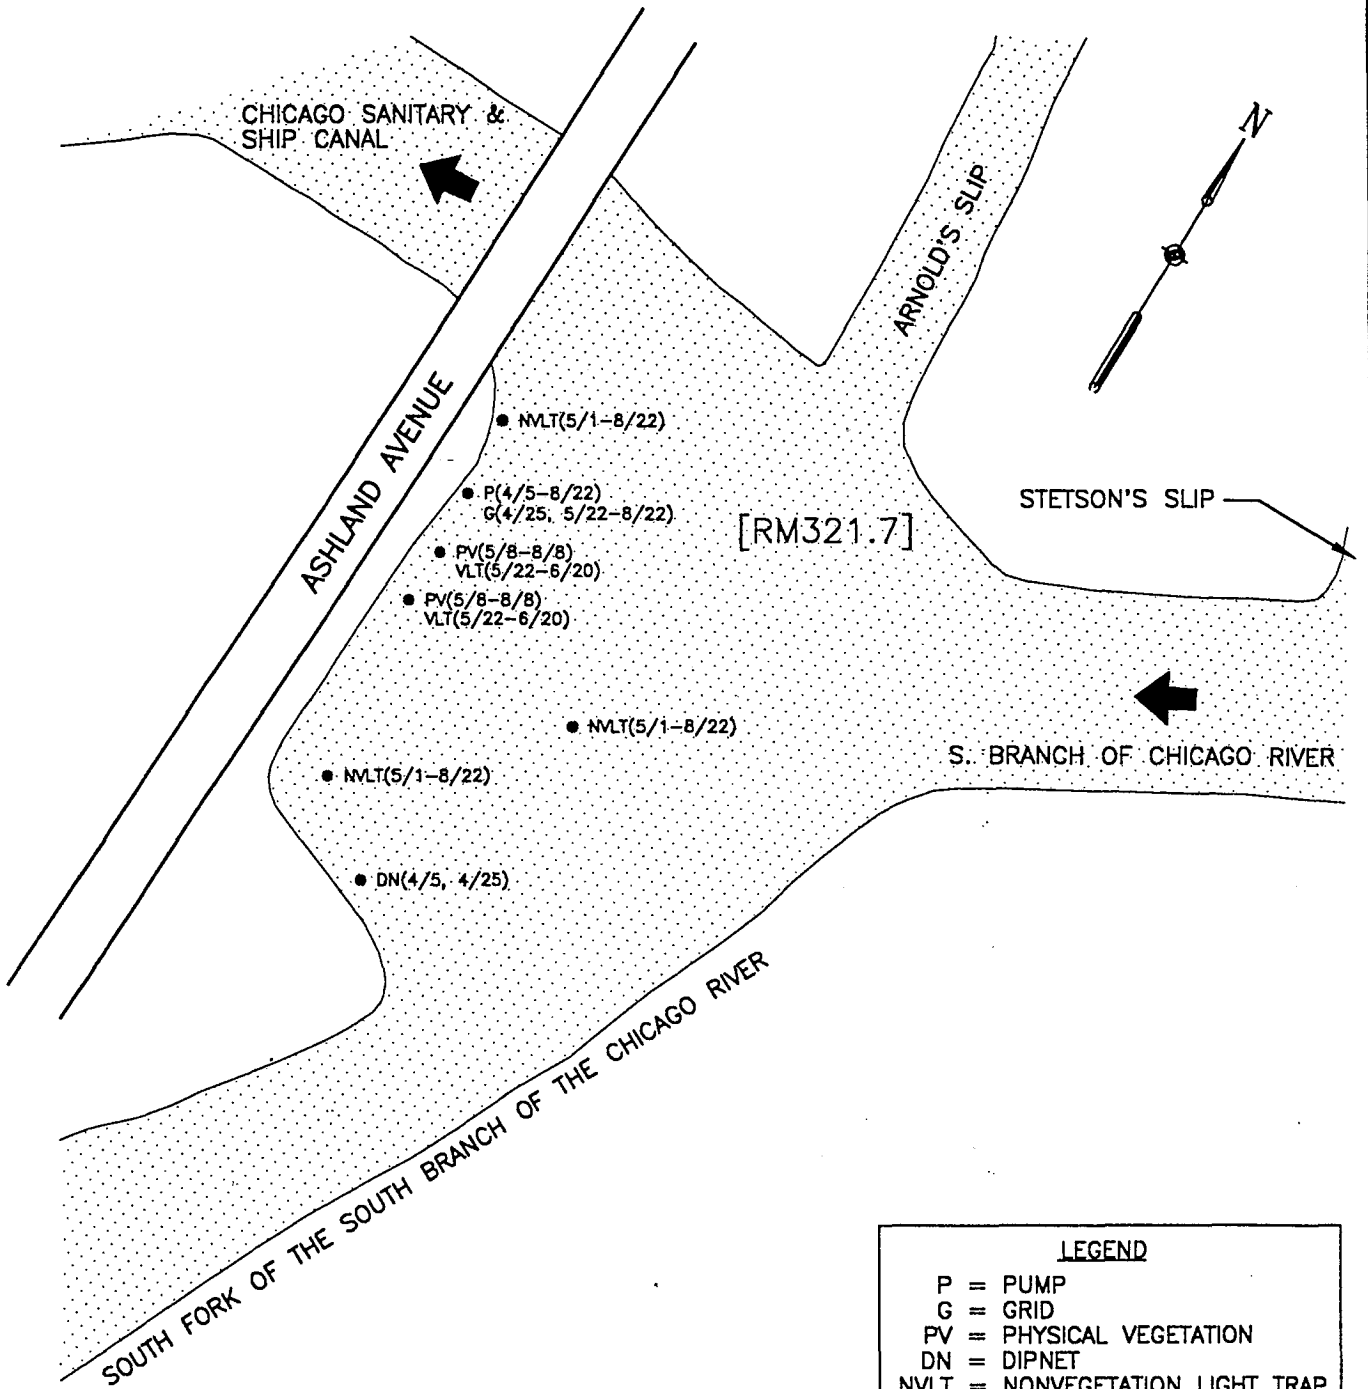 CHICAGO SANITARY &
SHIP CANAL
N
ARNOLD'S SLIP
ASHLAND AVENUE
NVLT(5/1-8/22)
P(4/5-8/22)
G(4/25, 5/22-8/22)
[RM321.7]
STETSON'S SLIP
PV(5/8-8/8)
VLT(5/22-6/20)
PV(5/8-8/8)
VLT(5/22-6/20)
NVLT(5/1-8/22)
S. BRANCH OF CHICAGO RIVER
NVLT(5/1-8/22)
DN(4/5, 4/25)
SOUTH FORK OF THE SOUTH BRANCH OF THE CHICAGO RIVER
LEGEND
P = PUMP
G = GRID
PV = PHYSICAL VEGETATION
DN = DIPNET
NVLT = NONVEGETATION LIGHT TRAP